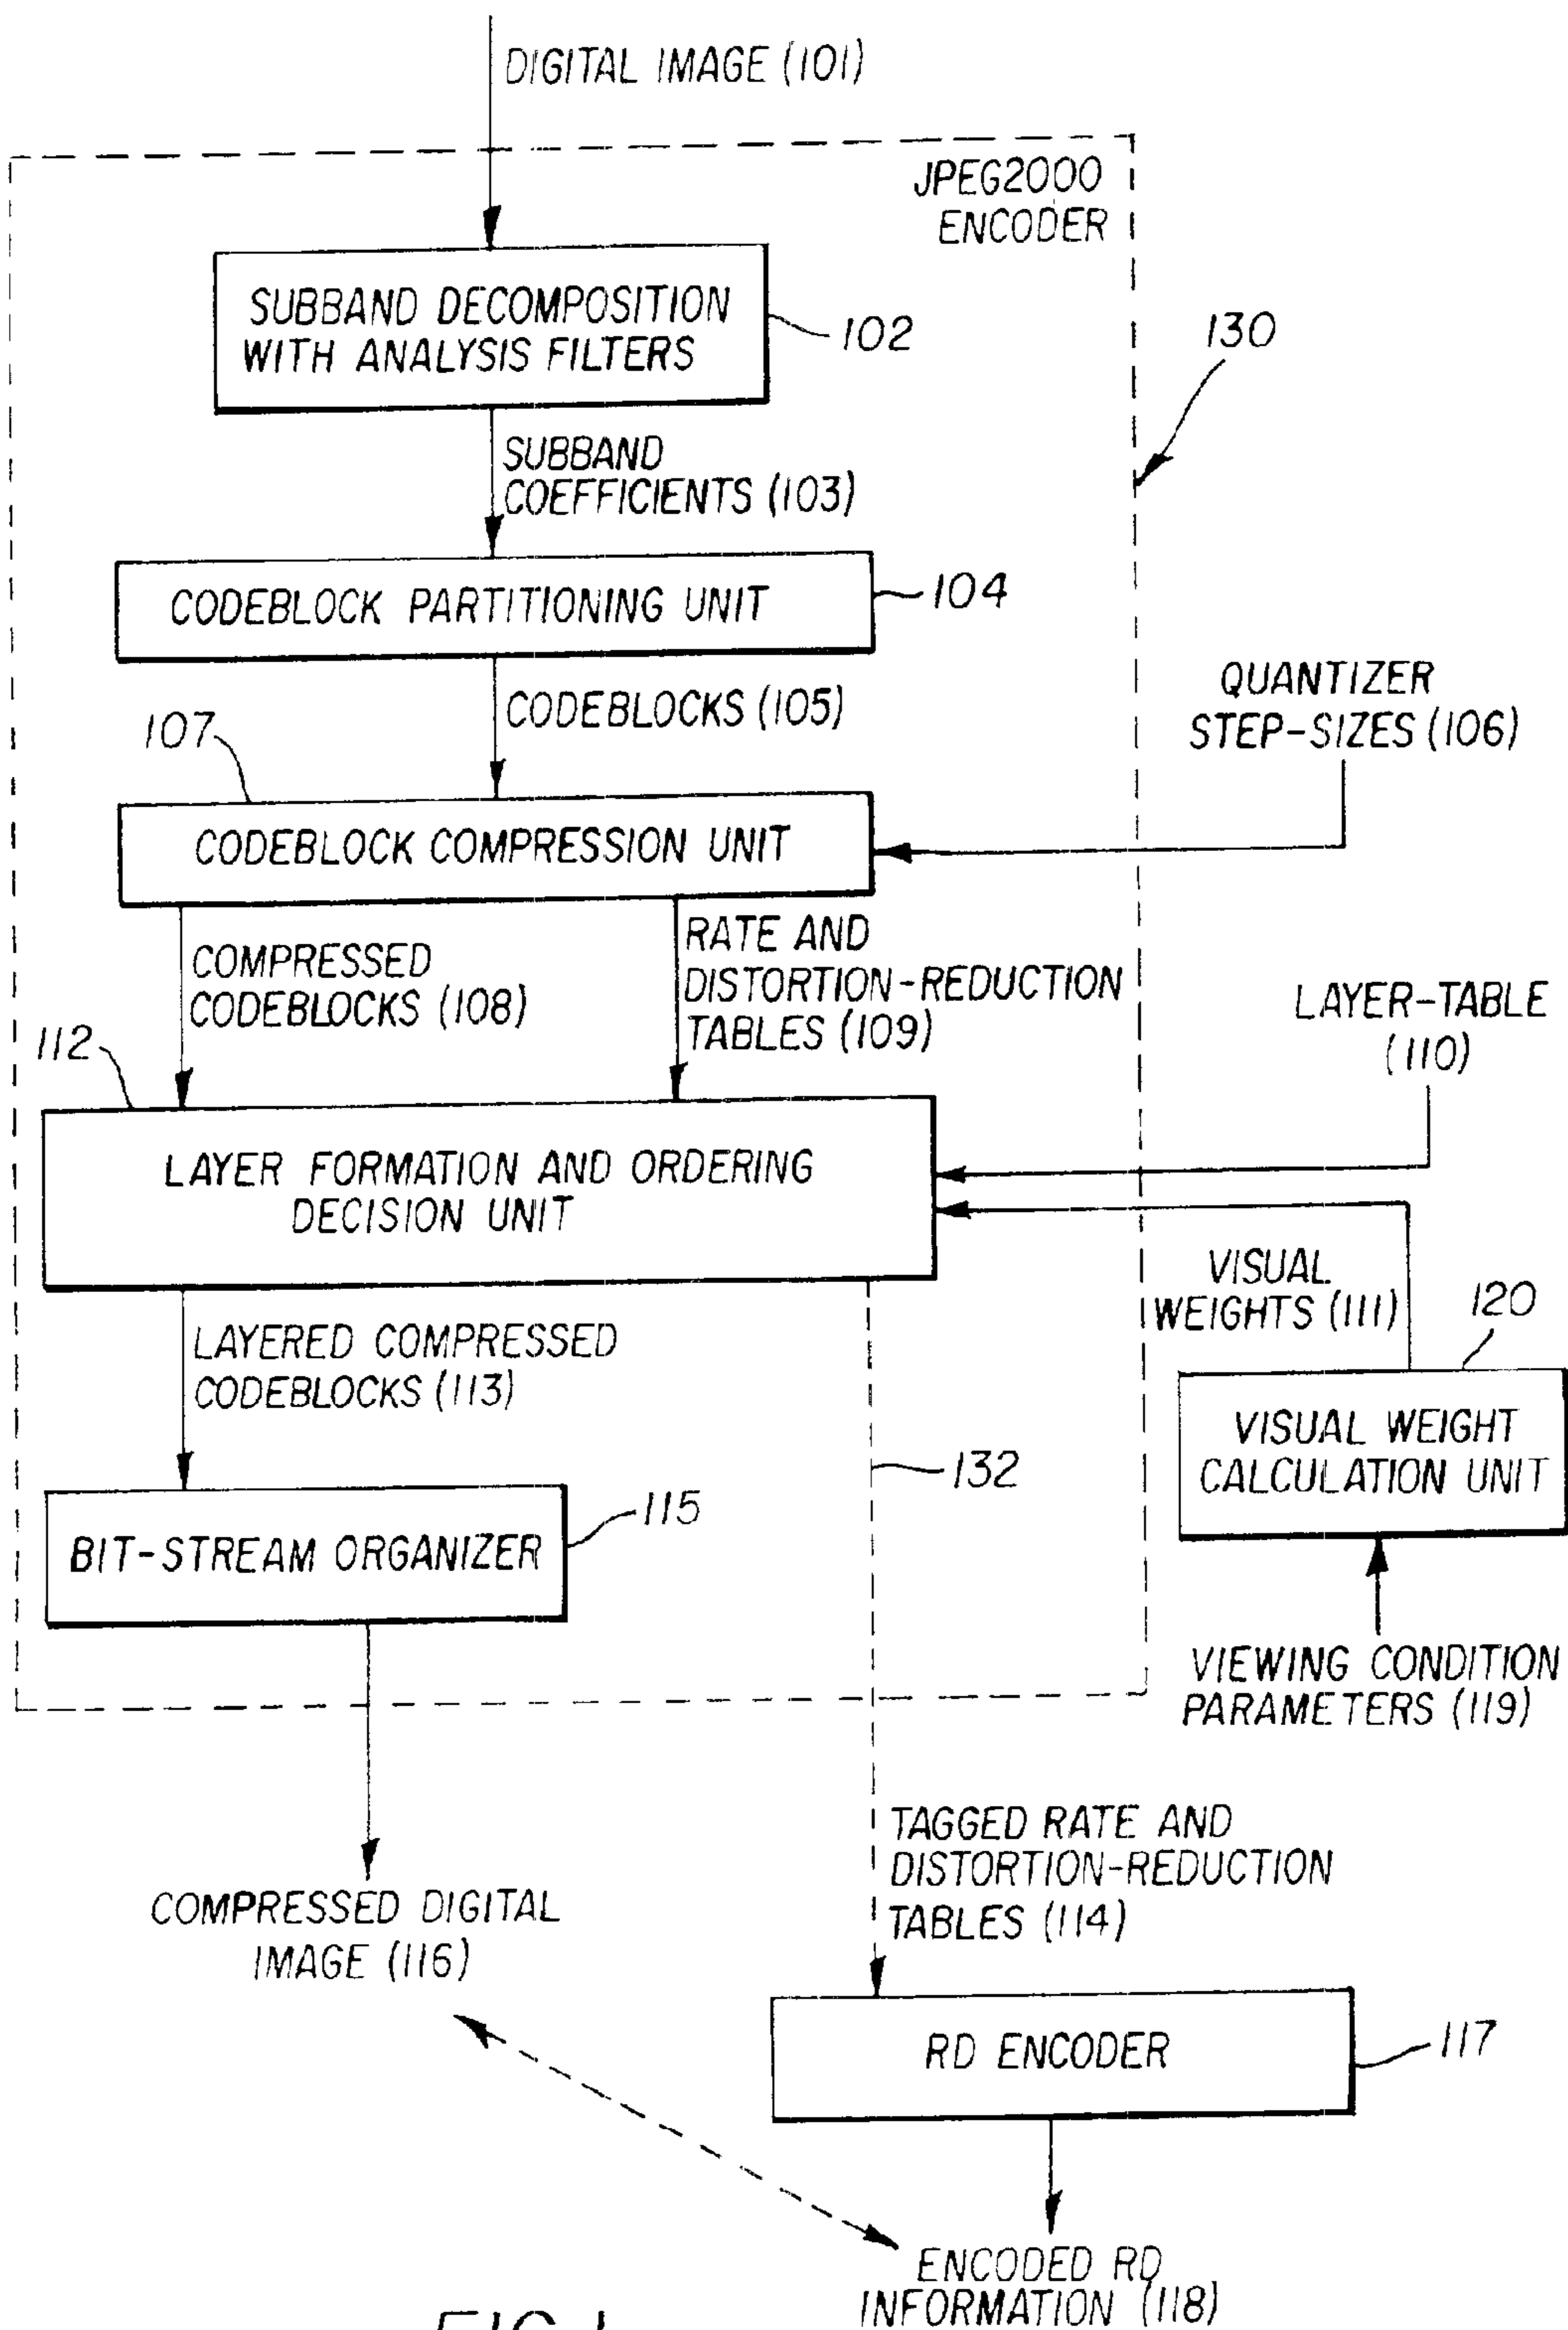 DIGITAL IMAGE (101)
JPEG2000
ENCODER
SUBBAND DECOMPOSITION
WITH ANALYSIS FILTERS
102
130
SUBBAND
COEFFICIENTS (103)
CODEBLOCK PARTITIONING UNIT
104
CODEBLOCKS (105)
QUANTIZER
STEP-SIZES (106)
107
CODEBLOCK COMPRESSION UNIT
COMPRESSED
CODEBLOCKS (108)
RATE AND
DISTORTION-REDUCTION
TABLES (109)
LAYER-TABLE
(110)
112
LAYER FORMATION AND ORDERING
DECISION UNIT
VISUAL
WEIGHTS (111)
120
LAYERED COMPRESSED
CODEBLOCKS (113)
VISUAL WEIGHT
CALCULATION UNIT
132
115
BIT-STREAM ORGANIZER
VIEWING CONDITION
PARAMETERS (119)
TAGGED RATE AND
DISTORTION-REDUCTION
TABLES (114)
COMPRESSED DIGITAL
IMAGE (116)
RD ENCODER
117
ENCODED RD
INFORMATION (118)